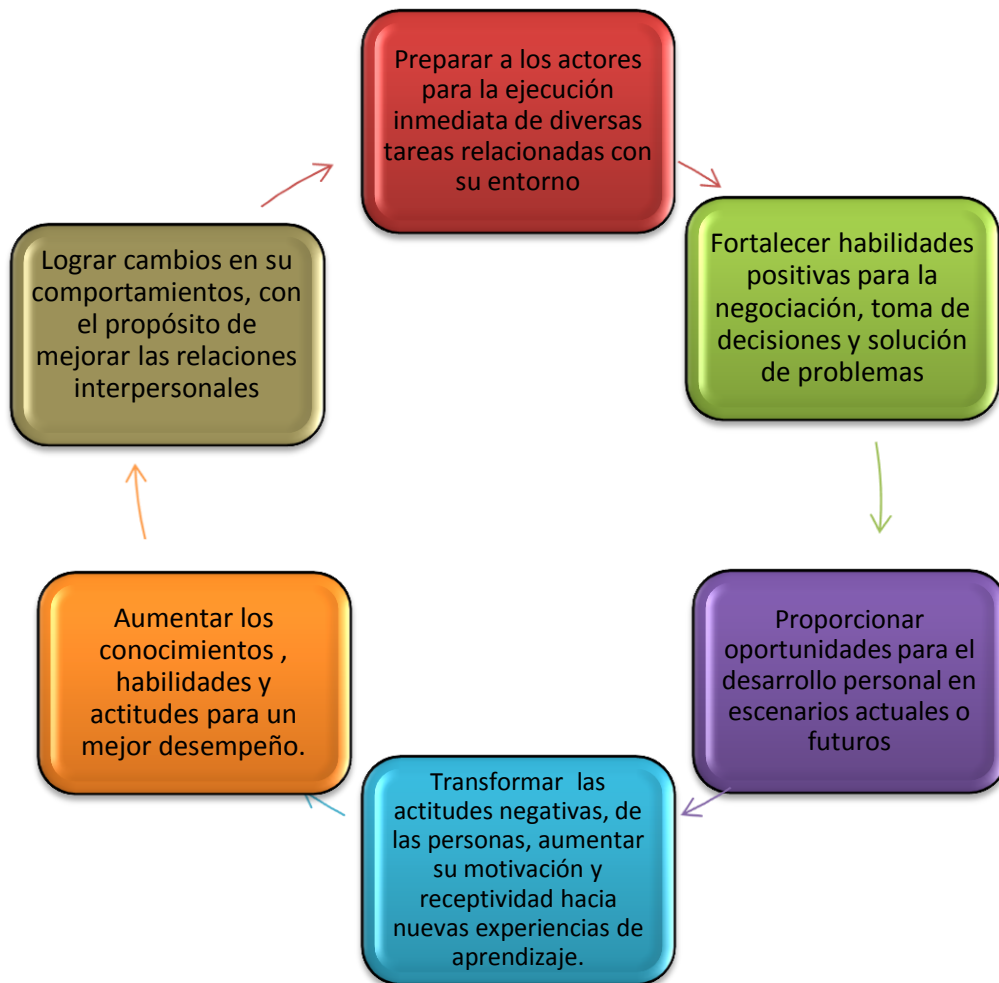 Preparar a los actores
para la ejecución
inmediata de diversas
tareas relacionadas con
su entorno
Fortalecer habilidades
positivas para la
negociación, toma de
decisiones y solución
de problemas
Proporcionar
oportunidades para el
desarrollo personal en
escenarios actuales o
futuros
Transformar las
actitudes negativas, de
las personas, aumentar
su motivación y
receptividad hacia
nuevas experiencias de
aprendizaje.
Aumentar los
conocimientos ,
habilidades y
actitudes para un
mejor desempeño.
Lograr cambios en su
comportamientos, con
el propósito de
mejorar las relaciones
interpersonales